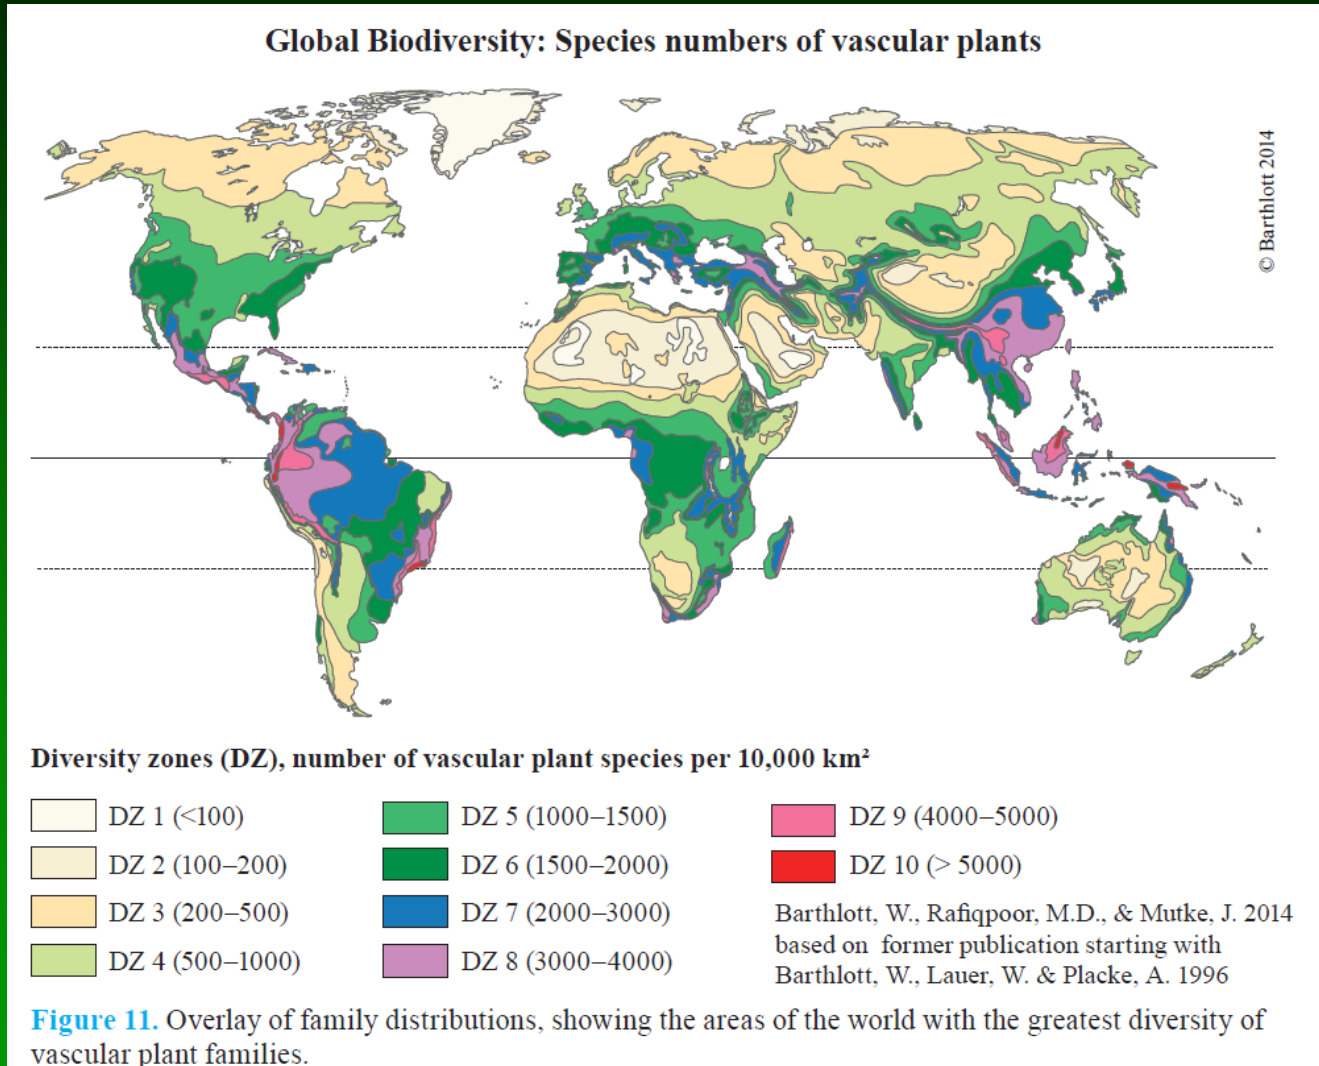 Global Biodiversity: Species numbers of vascular plants
© Barthlott 2014
Diversity zones (DZ), number of vascular plant species per 10,000 km²
DZ 1 (<100)
DZ 2 (100–200)
DZ 3 (200–500)
DZ 4 (500–1000)
DZ 5 (1000–1500)
DZ 6 (1500–2000)
DZ 7 (2000–3000)
DZ 8 (3000–4000)
DZ 9 (4000–5000)
DZ 10 (> 5000)
Barthlott, W., Rafiqpoor, M.D., & Mutke, J. 2014
based on former publication starting with
Barthlott, W., Lauer, W. & Placke, A. 1996
Figure 11. Overlay of family distributions, showing the areas of the world with the greatest diversity of
vascular plant families.